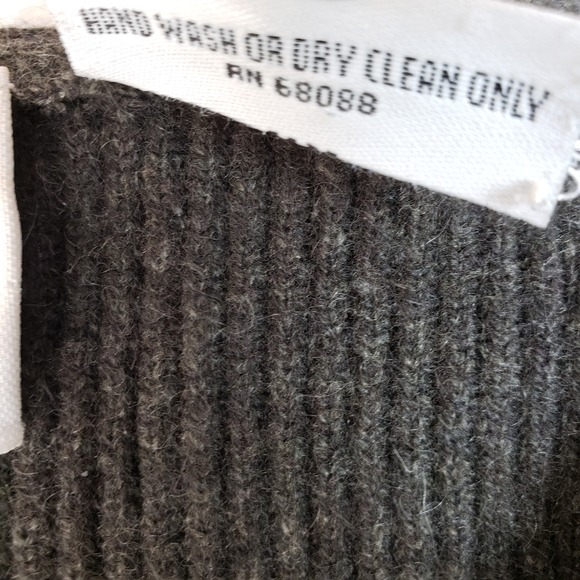 HAND WASH OR DRY CLEAN ONLY
RN 68088